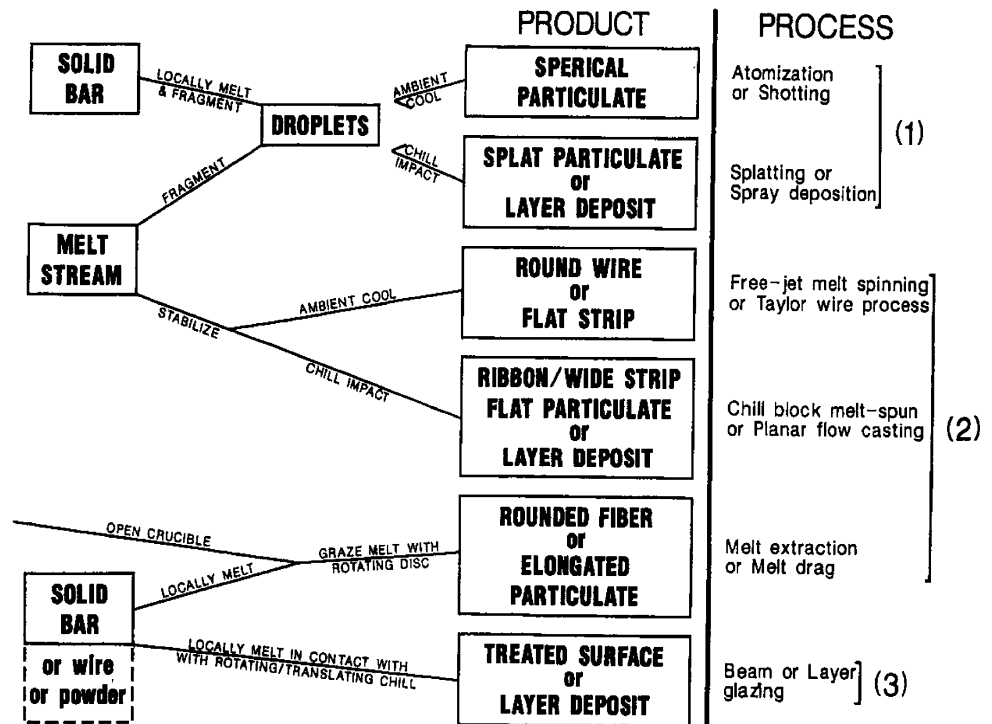 PRODUCT
PROCESS
SOLID
BAR
LOCALLY MELT
& FRAGMENT
DROPLETS
AMBIENT
COOL
SPERICAL
PARTICULATE
Atomization
or Shotting
(1)
CHILL
IMPACT
SPLAT PARTICULATE
or
LAYER DEPOSIT
Splatting or
Spray deposition
FRAGMENT
MELT
STREAM
STABILIZE
AMBIENT COOL
ROUND WIRE
or
FLAT STRIP
Free-jet melt spinning
or Taylor wire process
CHILL IMPACT
RIBBON/WIDE STRIP
FLAT PARTICULATE
or
LAYER DEPOSIT
Chill block melt-spun
or Planar flow casting
(2)
OPEN CRUCIBLE
LOCALLY MELT
GRAZE MELT WITH
ROTATING DISC
ROUNDED FIBER
or
ELONGATED
PARTICULATE
Melt extraction
or Melt drag
SOLID
BAR
or wire
or powder
LOCALLY MELT IN CONTACT WITH
WITH ROTATING/TRANSLATING CHILL
TREATED SURFACE
or
LAYER DEPOSIT
Beam or Layer
glazing
(3)